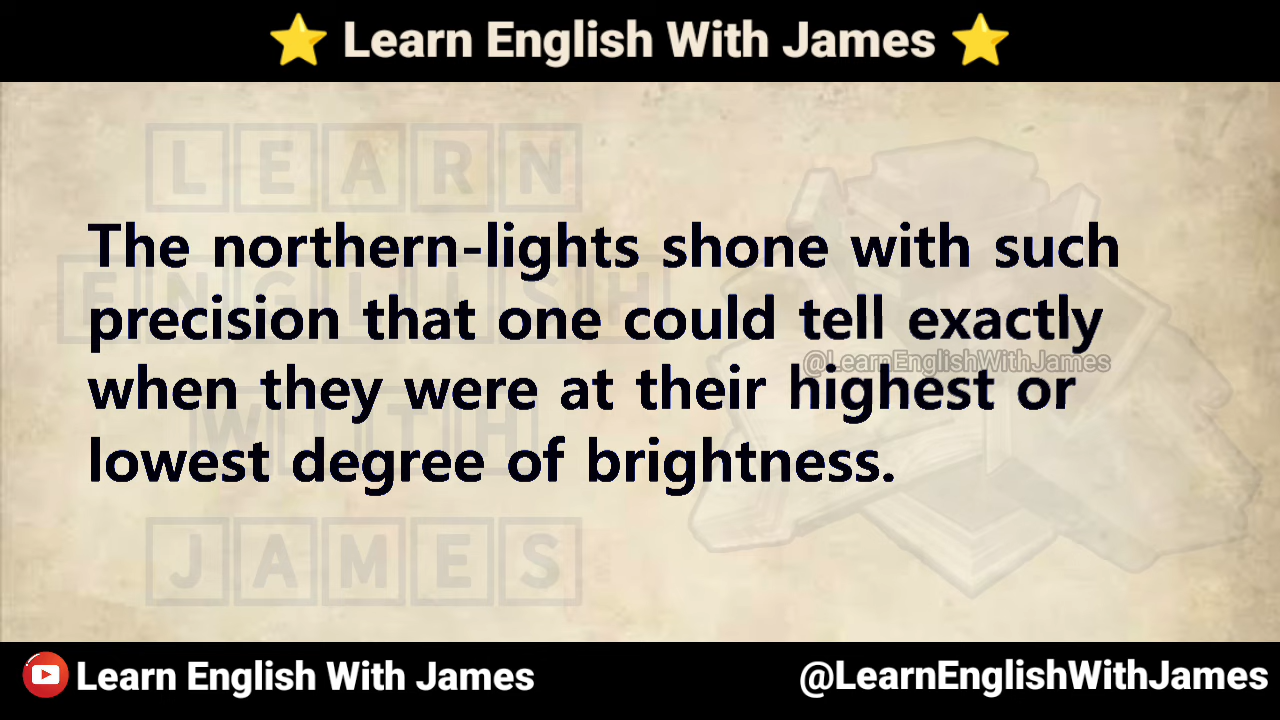 ⭐ Learn English With James ⭐
LEARN
ENGLISH
WITH
JAMES
The northern-lights shone with such
precision that one could tell exactly
@LearnEnglishWithJames
when they were at their highest or
lowest degree of brightness.
Learn English With James
@LearnEnglishWithJames